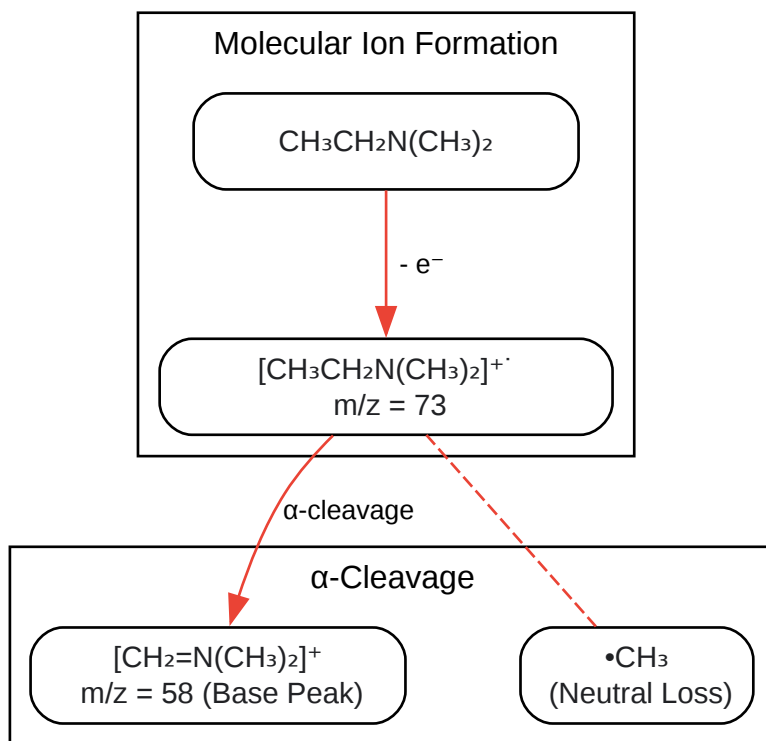 Molecular Ion Formation
CH₃CH₂N(CH₃)₂
- e⁻
[CH₃CH₂N(CH₃)₂]⁺˙
m/z = 73
α-cleavage
α-Cleavage
[CH₂=N(CH₃)₂]⁺
m/z = 58 (Base Peak)
•CH₃
(Neutral Loss)